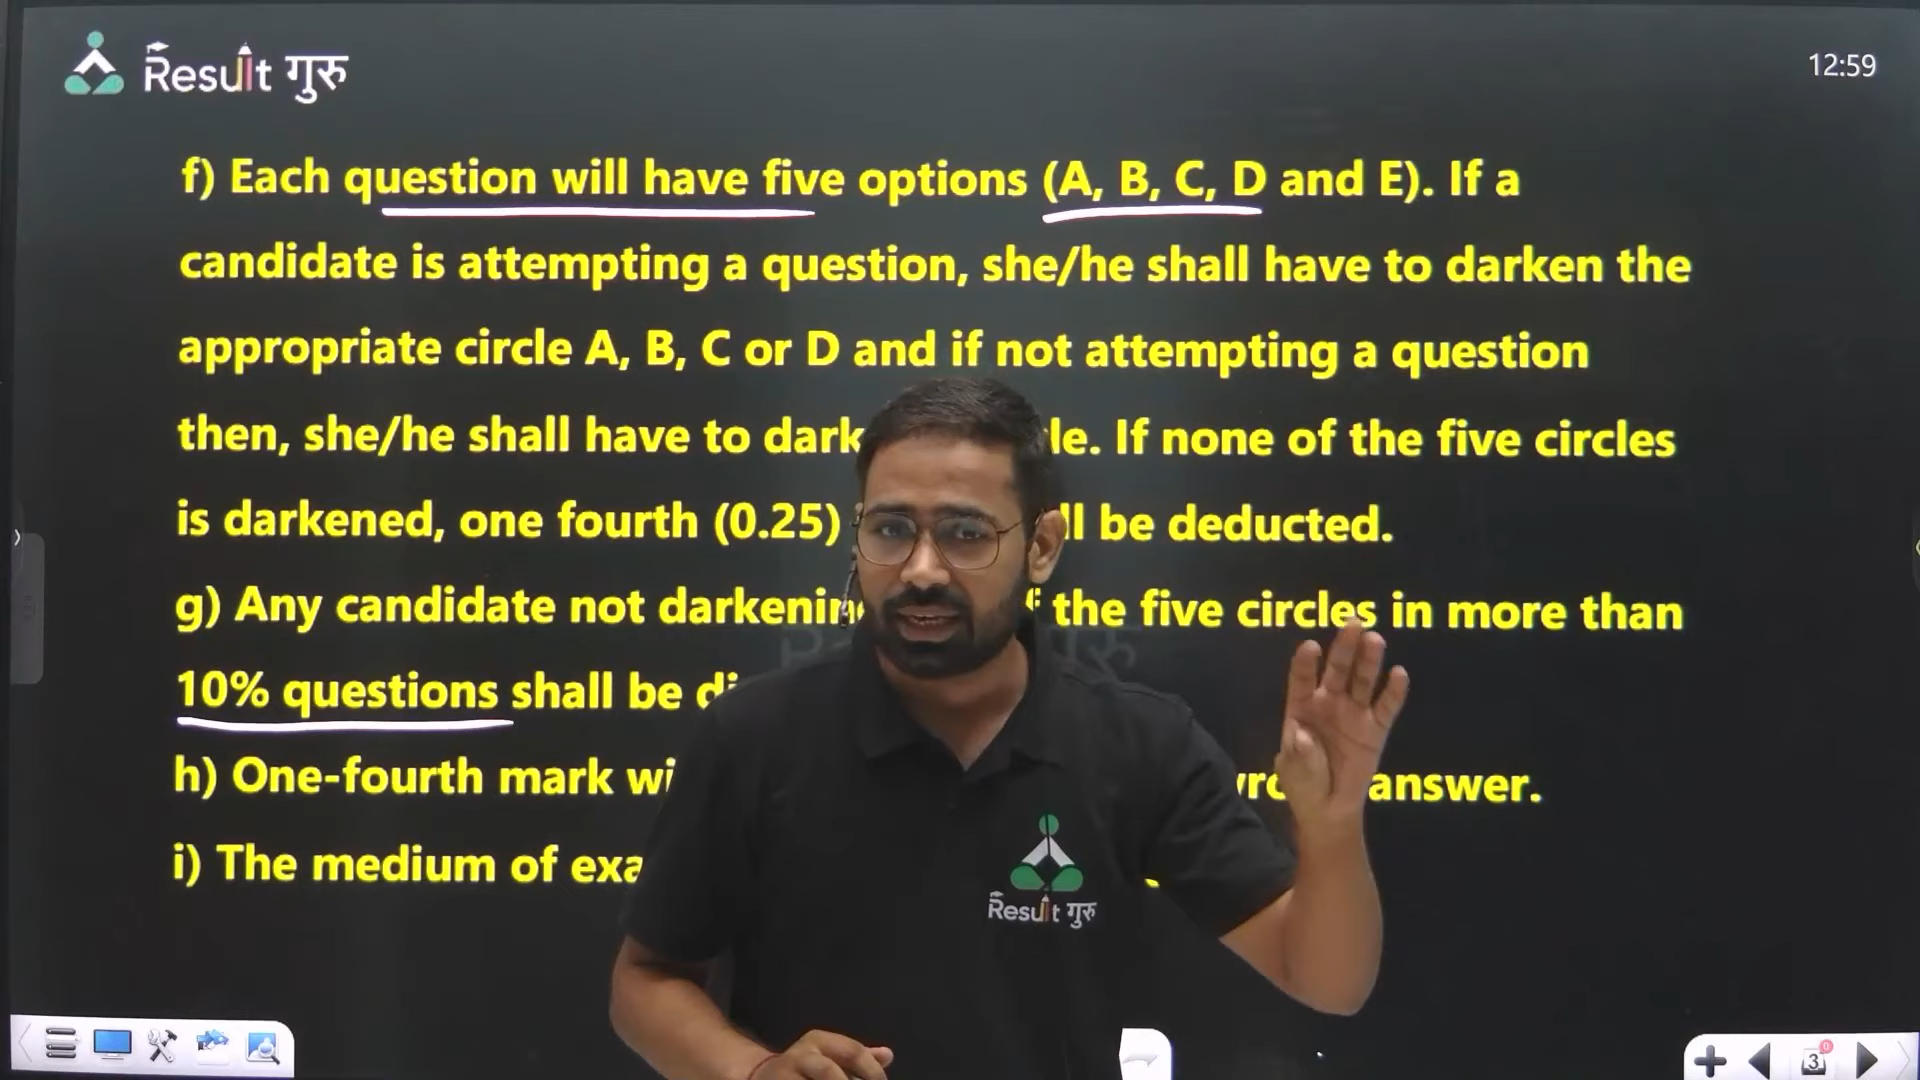 Result गुरु
12:59
f) Each question will have five options (A, B, C, D and E). If a
candidate is attempting a question, she/he shall have to darken the
appropriate circle A, B, C or D and if not attempting a question
then, she/he shall have to dark le. If none of the five circles
is darkened, one fourth (0.25) ll be deducted.
g) Any candidate not darkenin f the five circles in more than
10% questions shall be di
h) One-fourth mark wi wro answer.
i) The medium of exa
Result गुरु
3